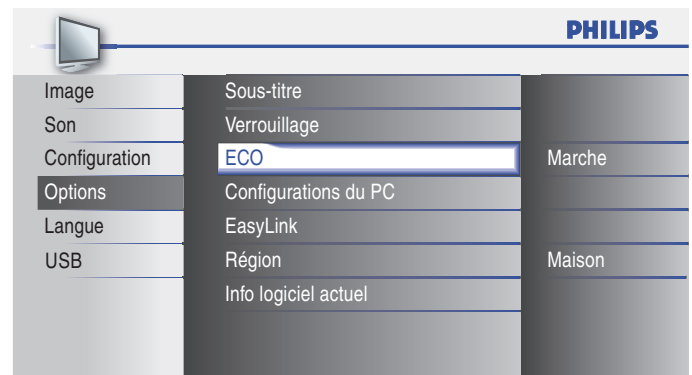 PHILIPS
Image
Son
Configuration
Options
Langue
USB
Sous-titre
Verrouillage
ECO
Configurations du PC
EasyLink
Région
Info logiciel actuel
Marche
Maison